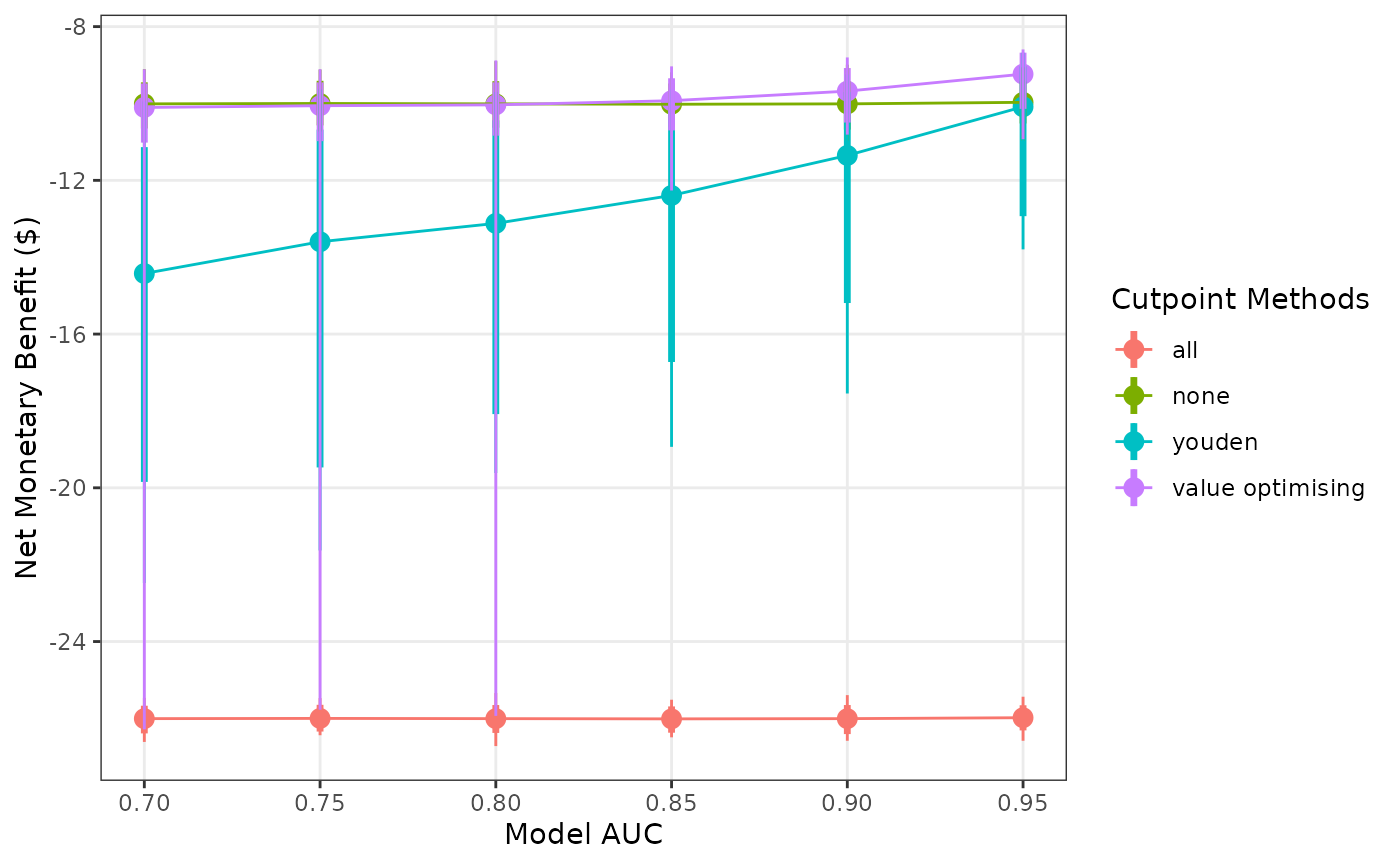 -8
-12
-16
-20
-24
Net Monetary Benefit ($)
0.70 0.75 0.80 0.85 0.90 0.95
Model AUC
Cutpoint Methods
all
none
youden
value optimising